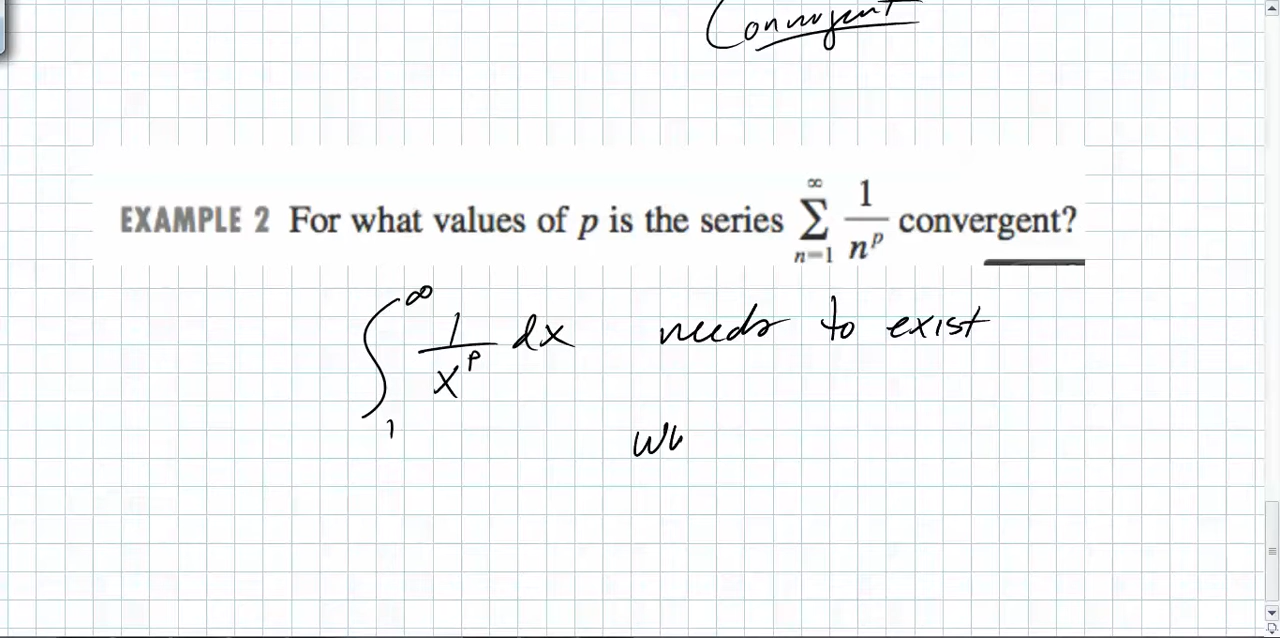 Convergent
EXAMPLE 2 For what values of p is the series ∑_{n=1}^{∞} 1/n^p convergent?
∫_1^∞ 1/x^p dx needs to exist
wh